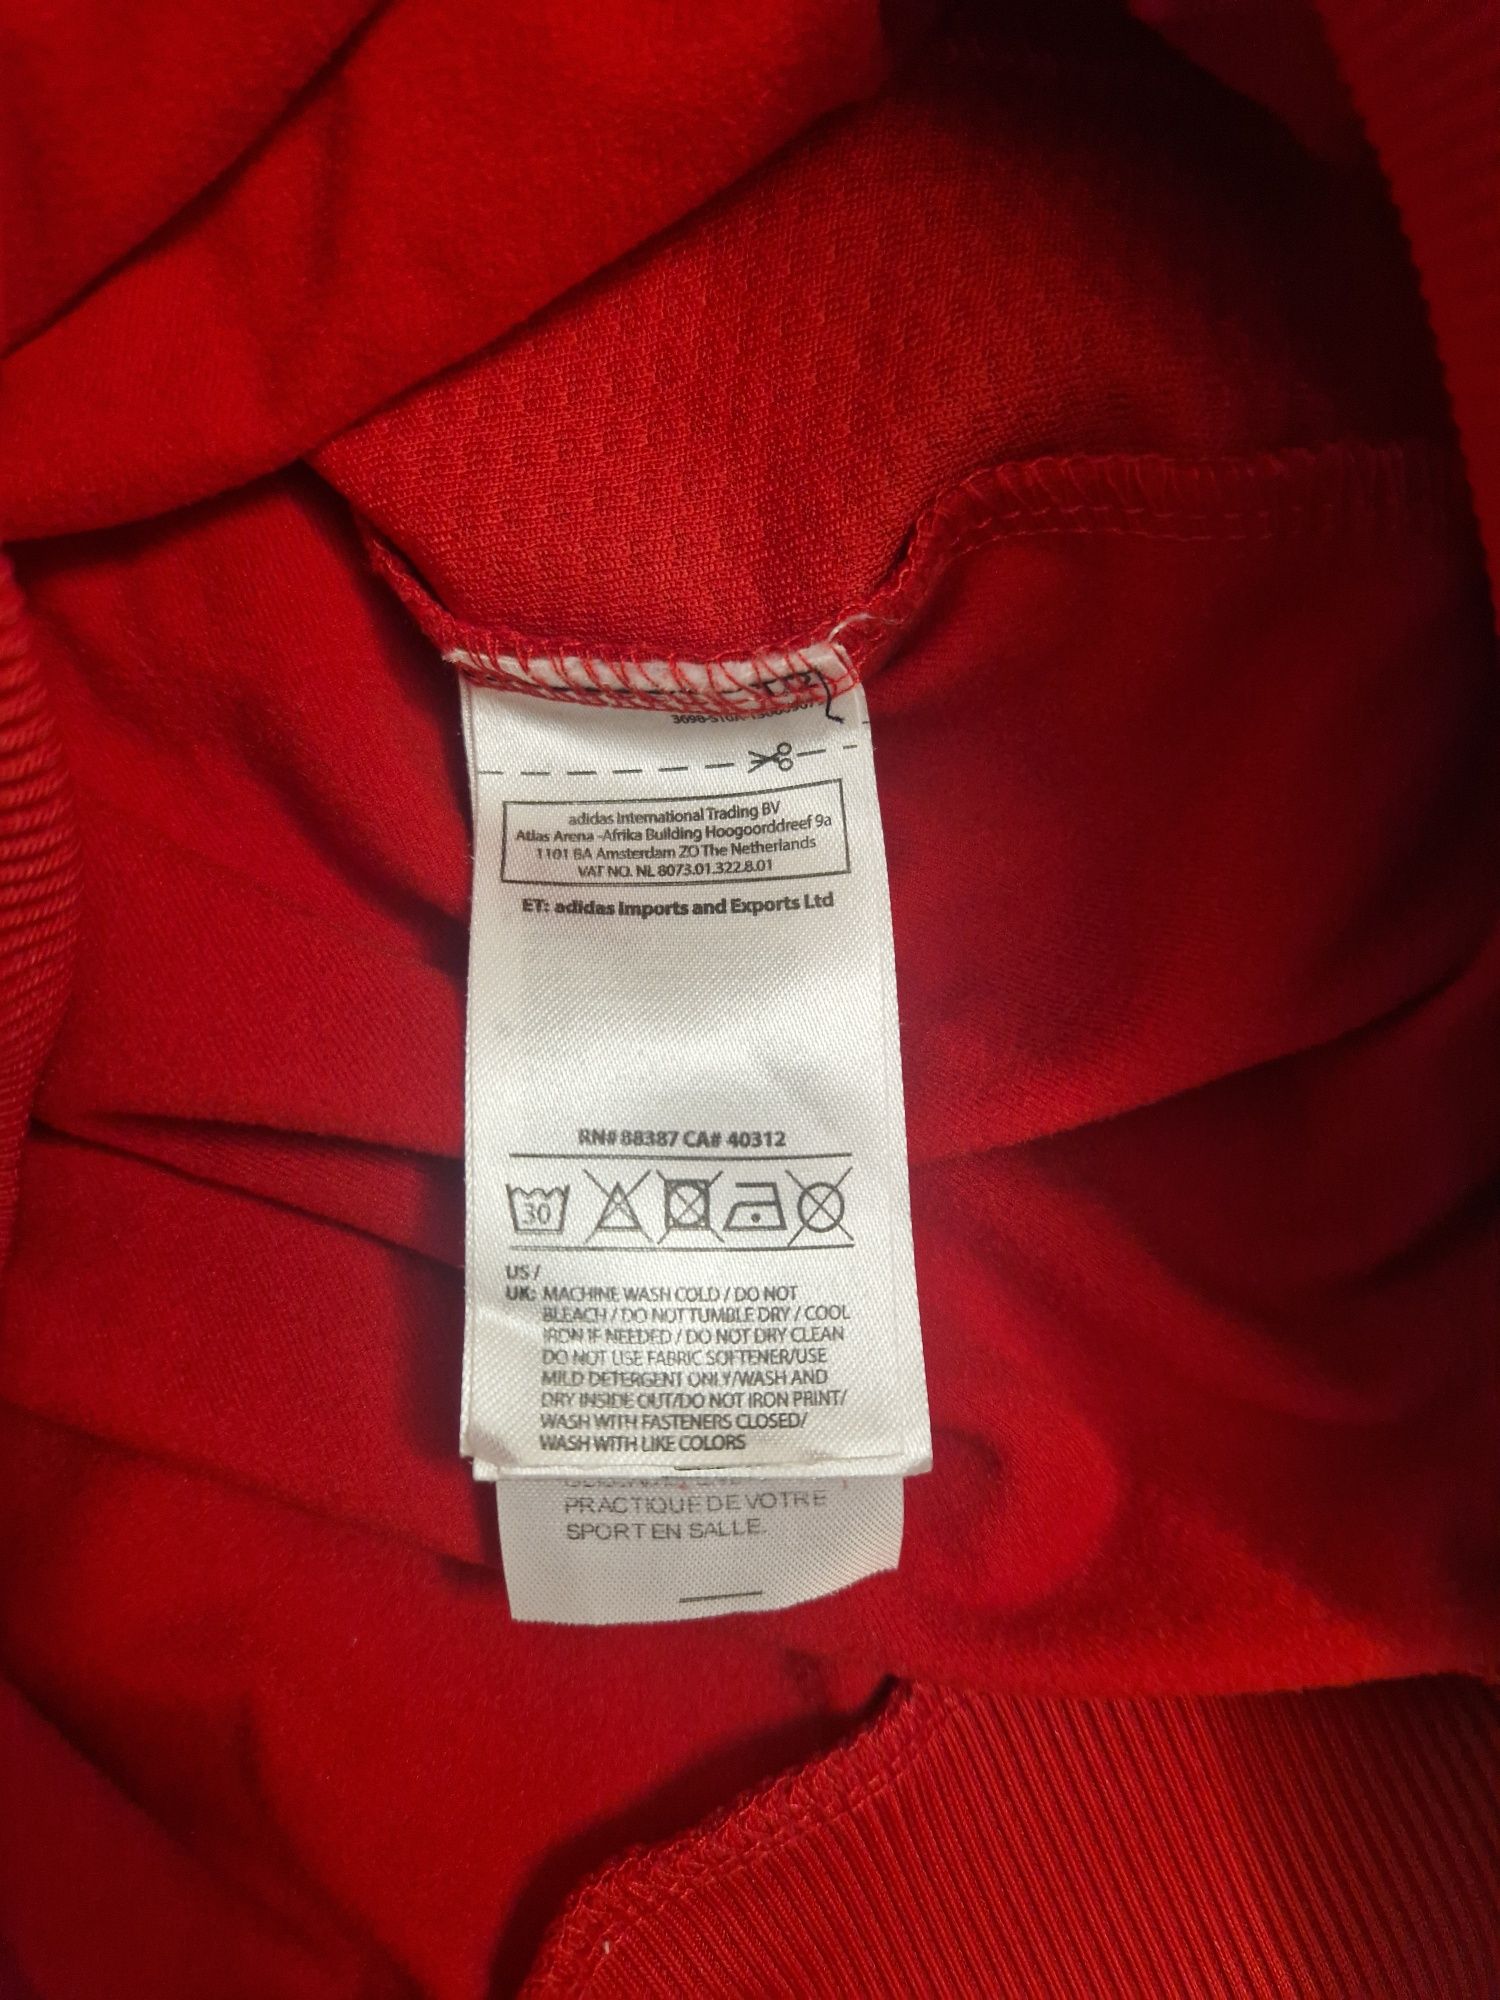 adidas International Trading BV
Atlas Arena -Afrika Building Hoogoorddreef 9a
1101 BA Amsterdam ZO The Netherlands
VAT NO. NL 8073.01.322.8.01
ET: adidas Imports and Exports Ltd
RN# 88387 CA# 40312
30
US /
UK: MACHINE WASH COLD / DO NOT
BLEACH / DO NOT TUMBLE DRY / COOL
IRON IF NEEDED / DO NOT DRY CLEAN
DO NOT USE FABRIC SOFTENER/USE
MILD DETERGENT ONLY/WASH AND
DRY INSIDE OUT/DO NOT IRON PRINT/
WASH WITH FASTENERS CLOSED/
WASH WITH LIKE COLORS
PRACTIQUE DE VOTRE
SPORT EN SALLE.